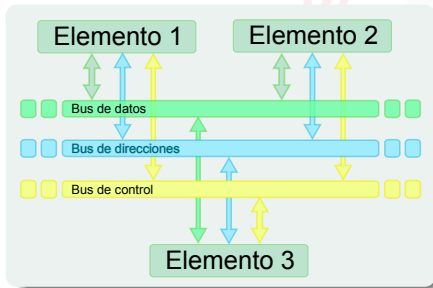 Elemento 1
Elemento 2
Bus de datos
Bus de direcciones
Bus de control
Elemento 3